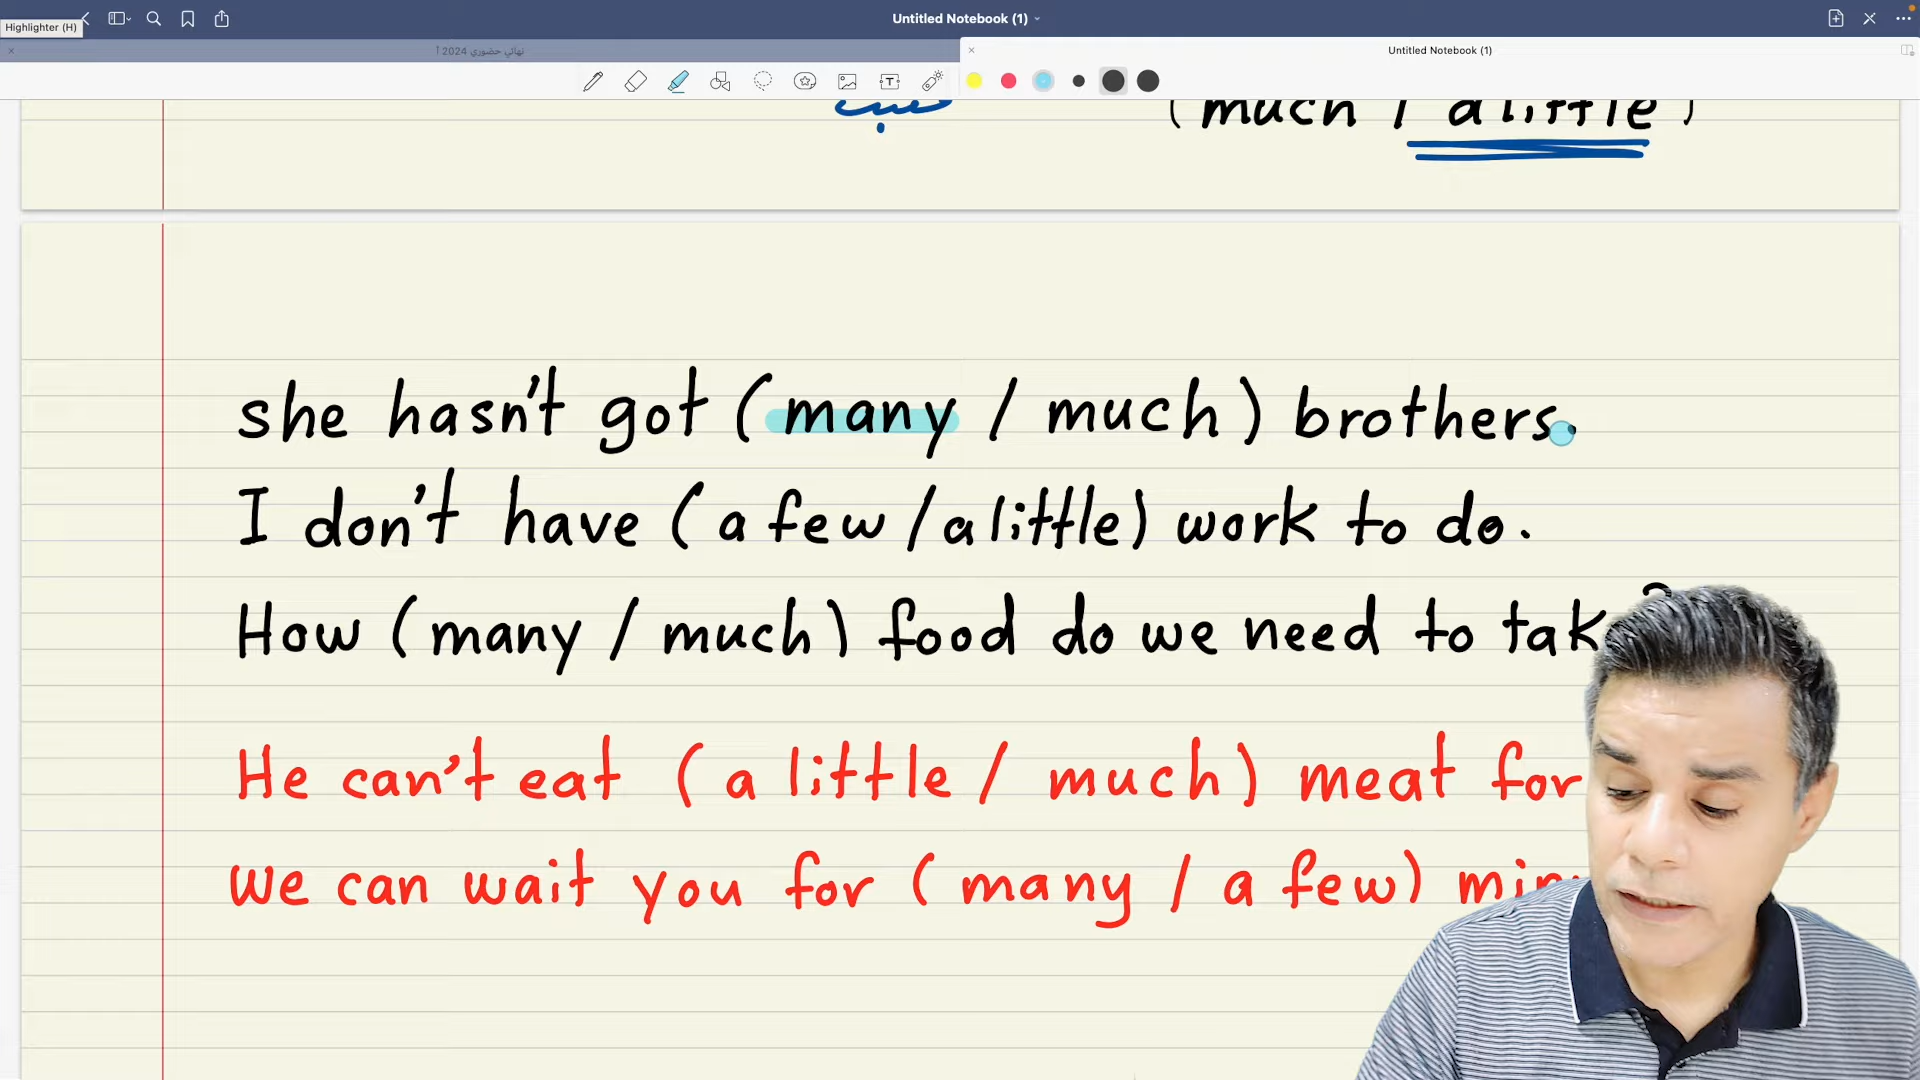 Highlighter (H)
Untitled Notebook (1)
نهائي حضوري 2024 أ
Untitled Notebook (1)
(much / a little)
she hasn't got (many / much) brothers.
I don't have (a few / a little) work to do.
How (many / much) food do we need to
He can't eat (a little / much) meat for
we can wait you for (many / a few)